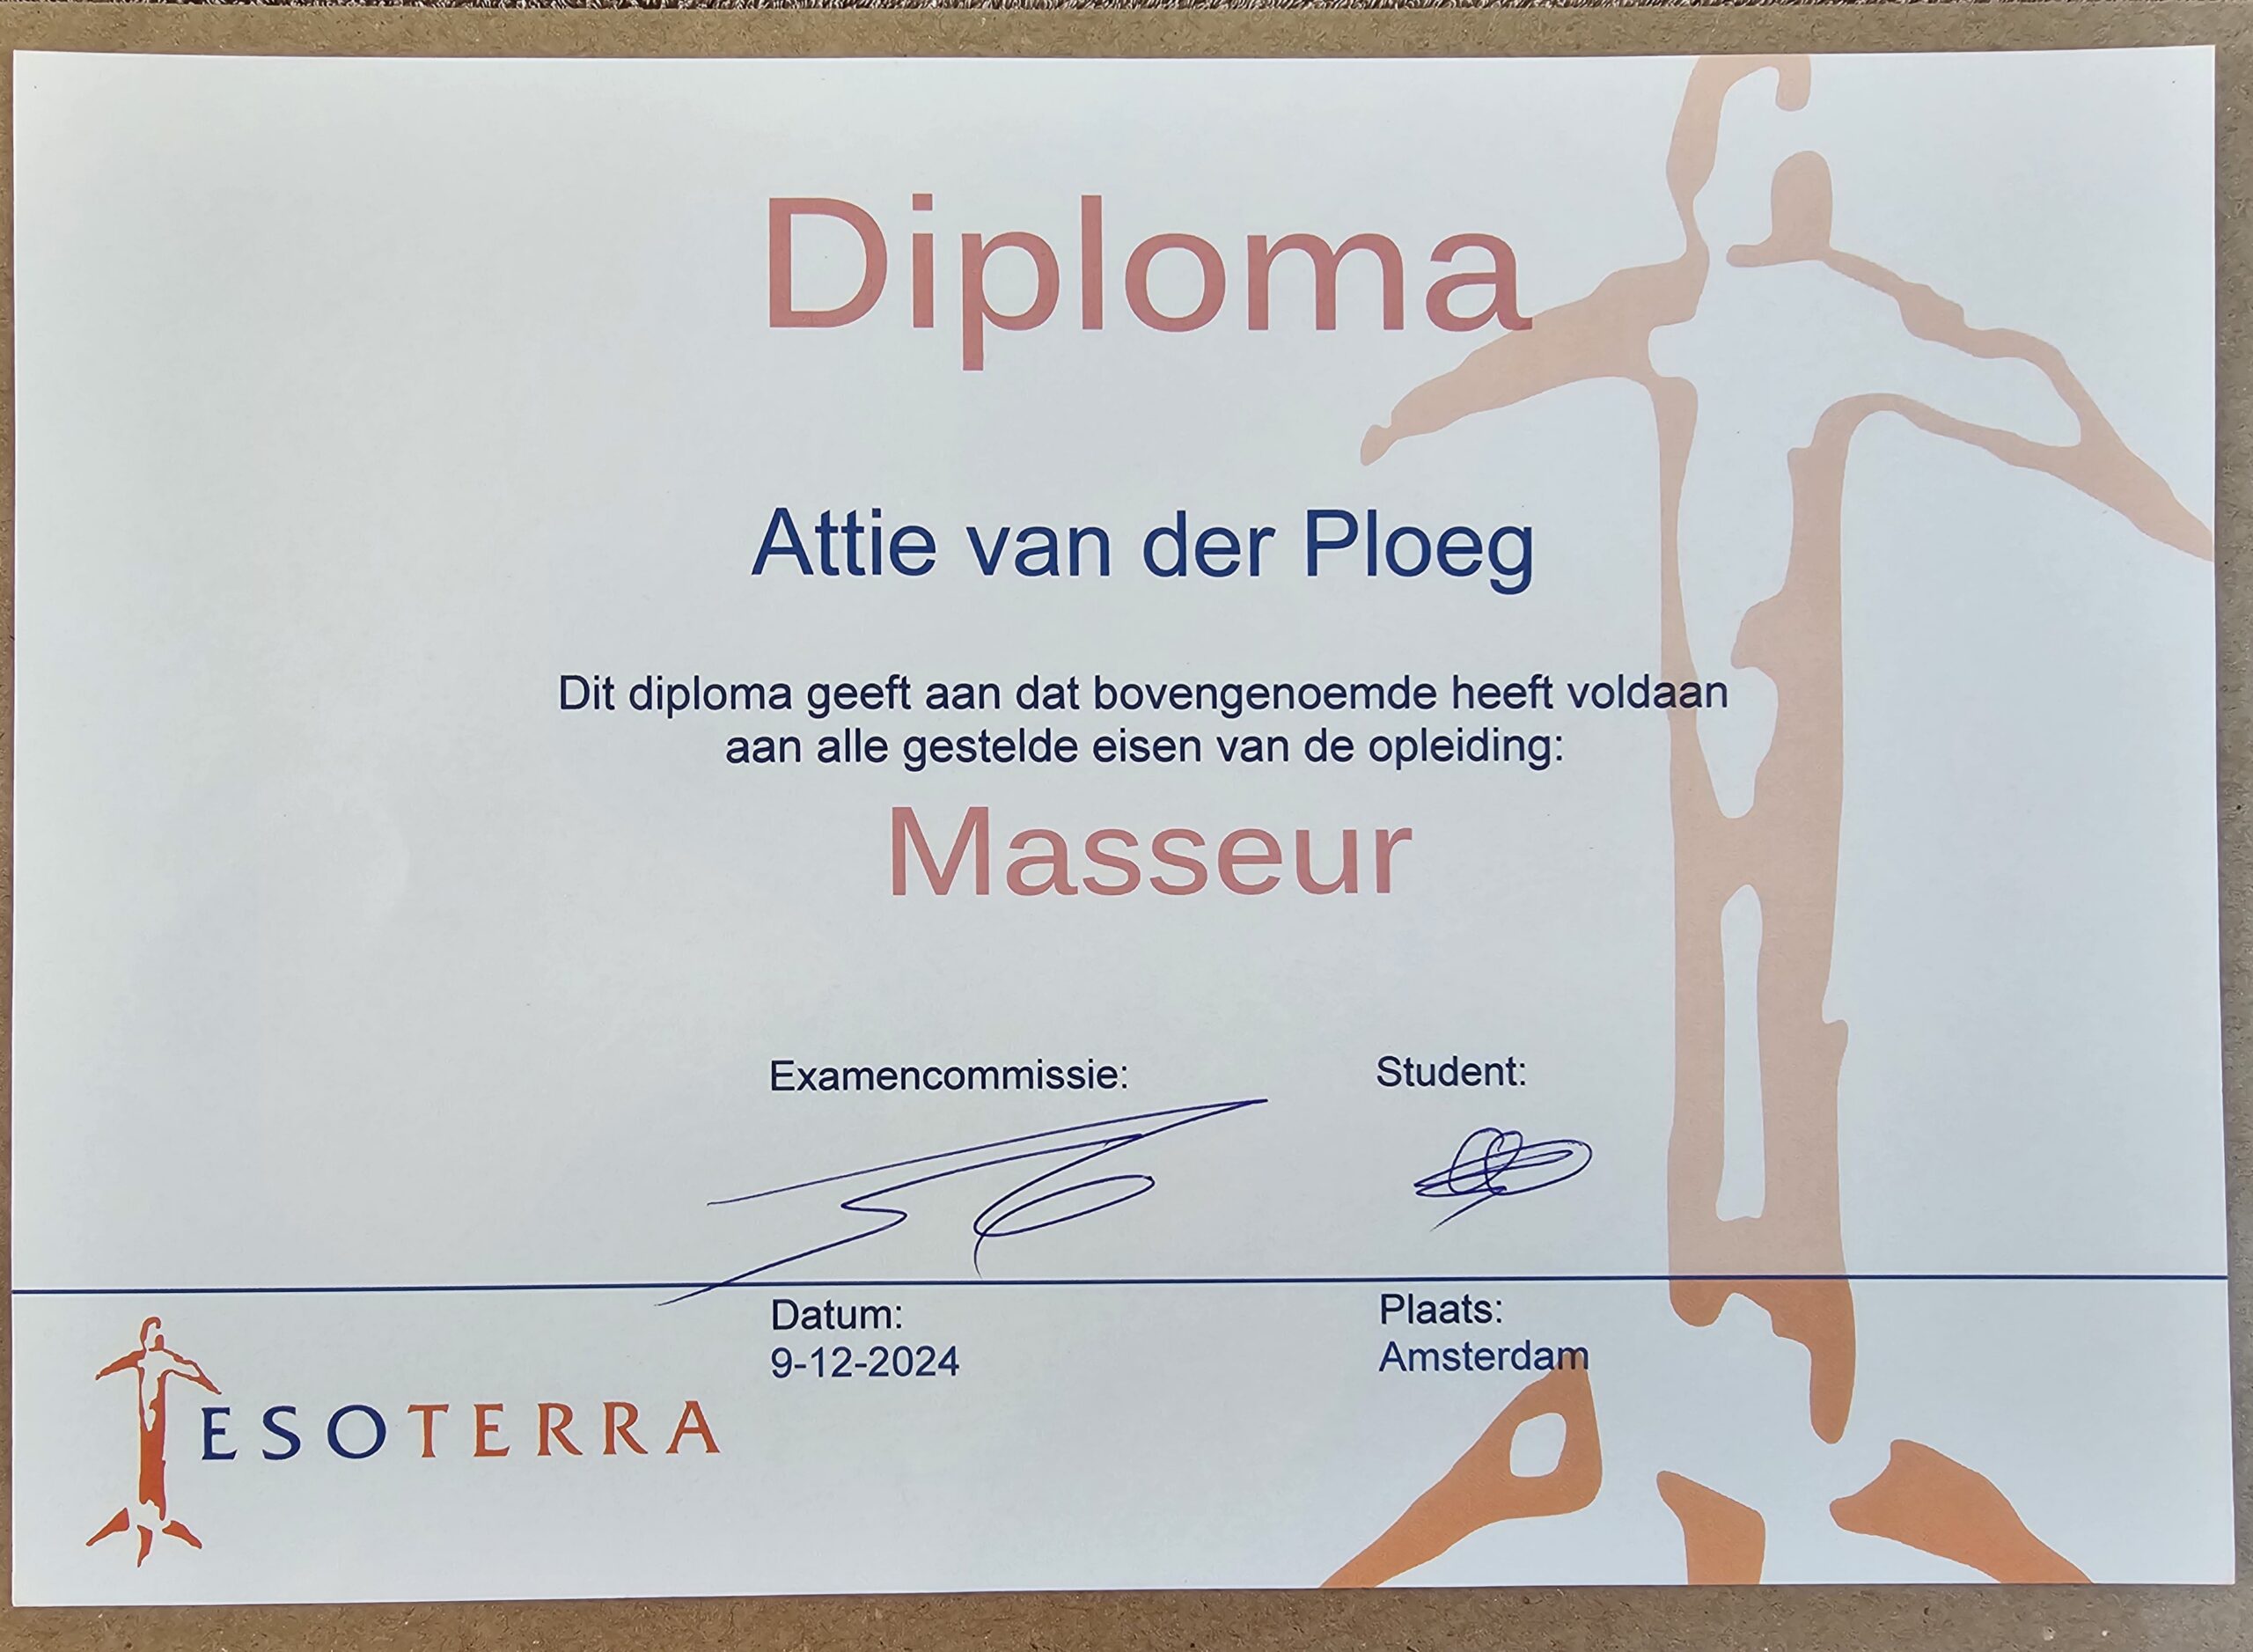 Diploma
Attie van der Ploeg
Dit diploma geeft aan dat bovengenoemde heeft voldaan
aan alle gestelde eisen van de opleiding:
Masseur
Examencommissie:
Student:
Datum:
9-12-2024
Plaats:
Amsterdam
ESOTERRA